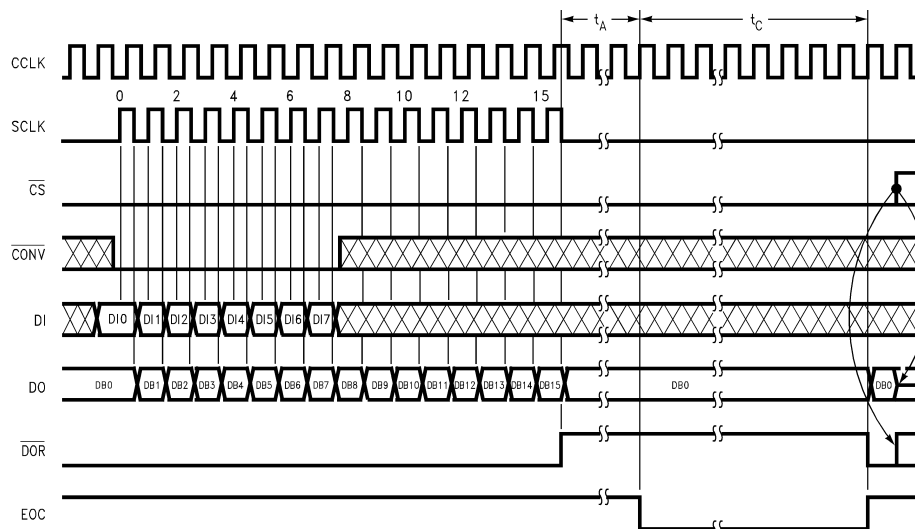 tA tC
CCLK
0 2 4 6 8 10 12 15
SCLK
CS
CONV
DI DI0 DI1 DI2 DI3 DI4 DI5 DI6 DI7
DO DB0 DB1 DB2 DB3 DB4 DB5 DB6 DB7 DB8 DB9 DB10 DB11 DB12 DB13 DB14 DB15 DB0 DB0
DOR
EOC